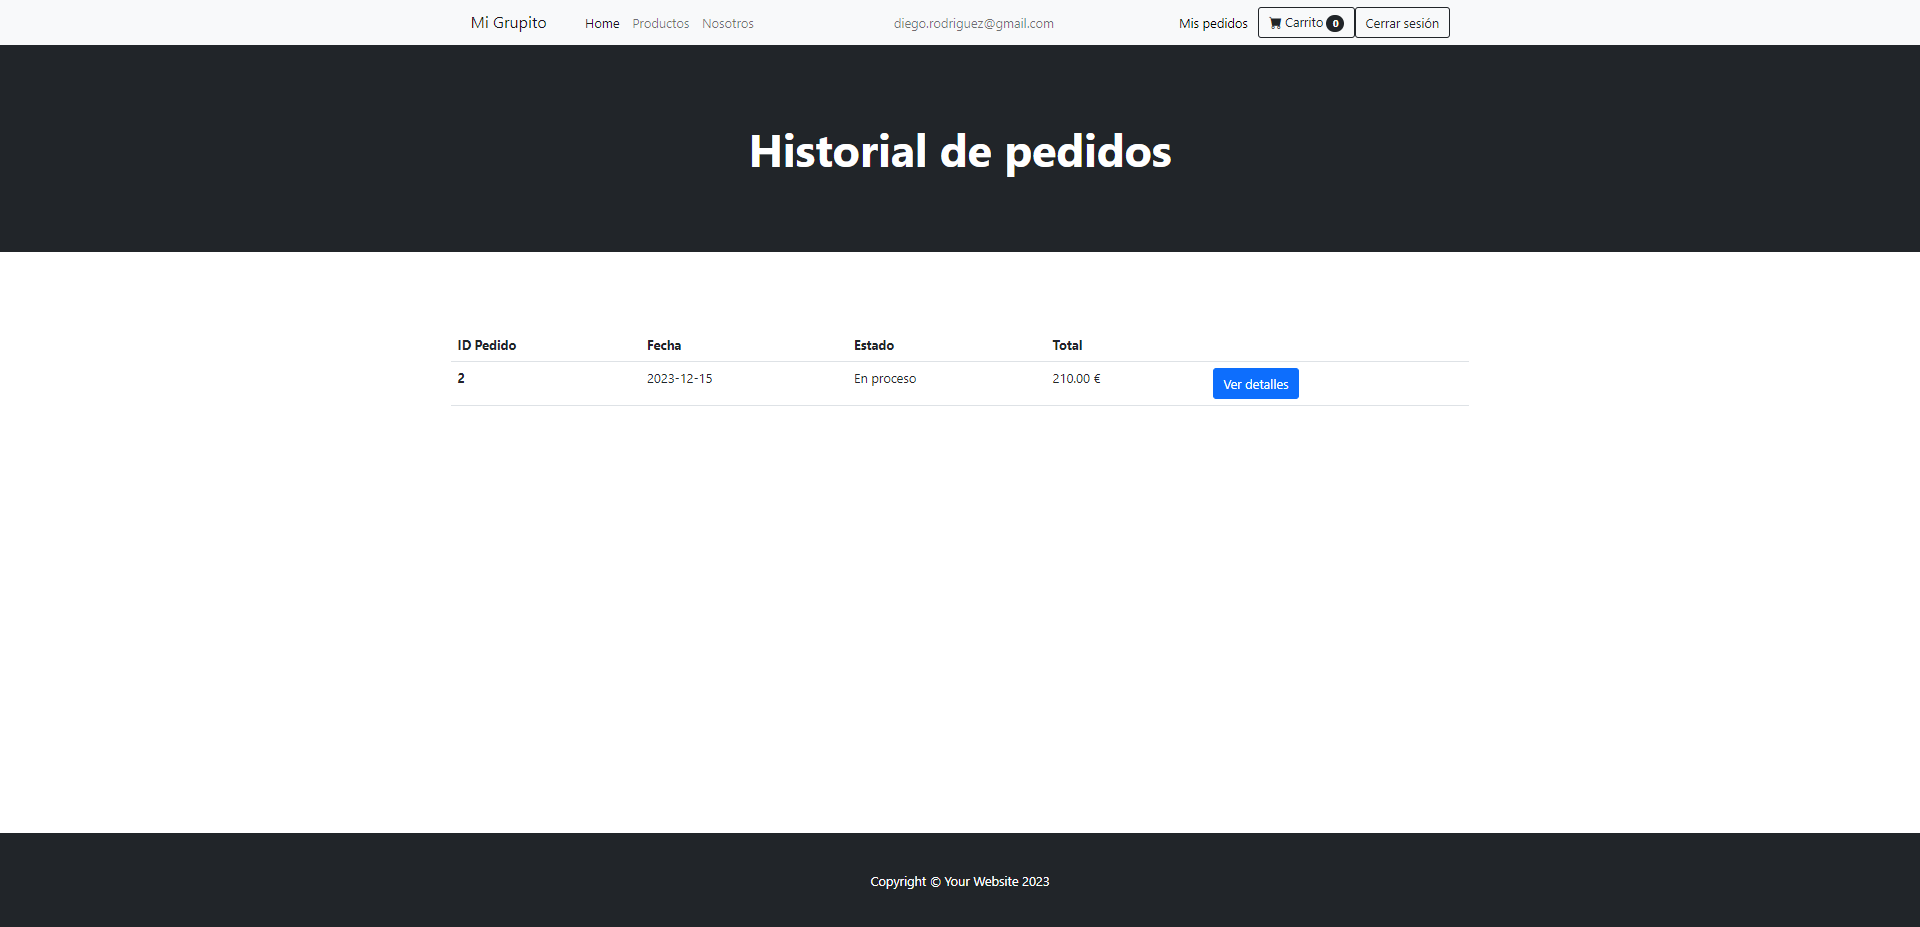 Mi Grupito Home Productos Nosotros diego.rodriguez@gmail.com Mis pedidos Carrito 0 Cerrar sesión
Historial de pedidos
ID Pedido Fecha Estado Total
2 2023-12-15 En proceso 210.00 € Ver detalles
Copyright © Your Website 2023